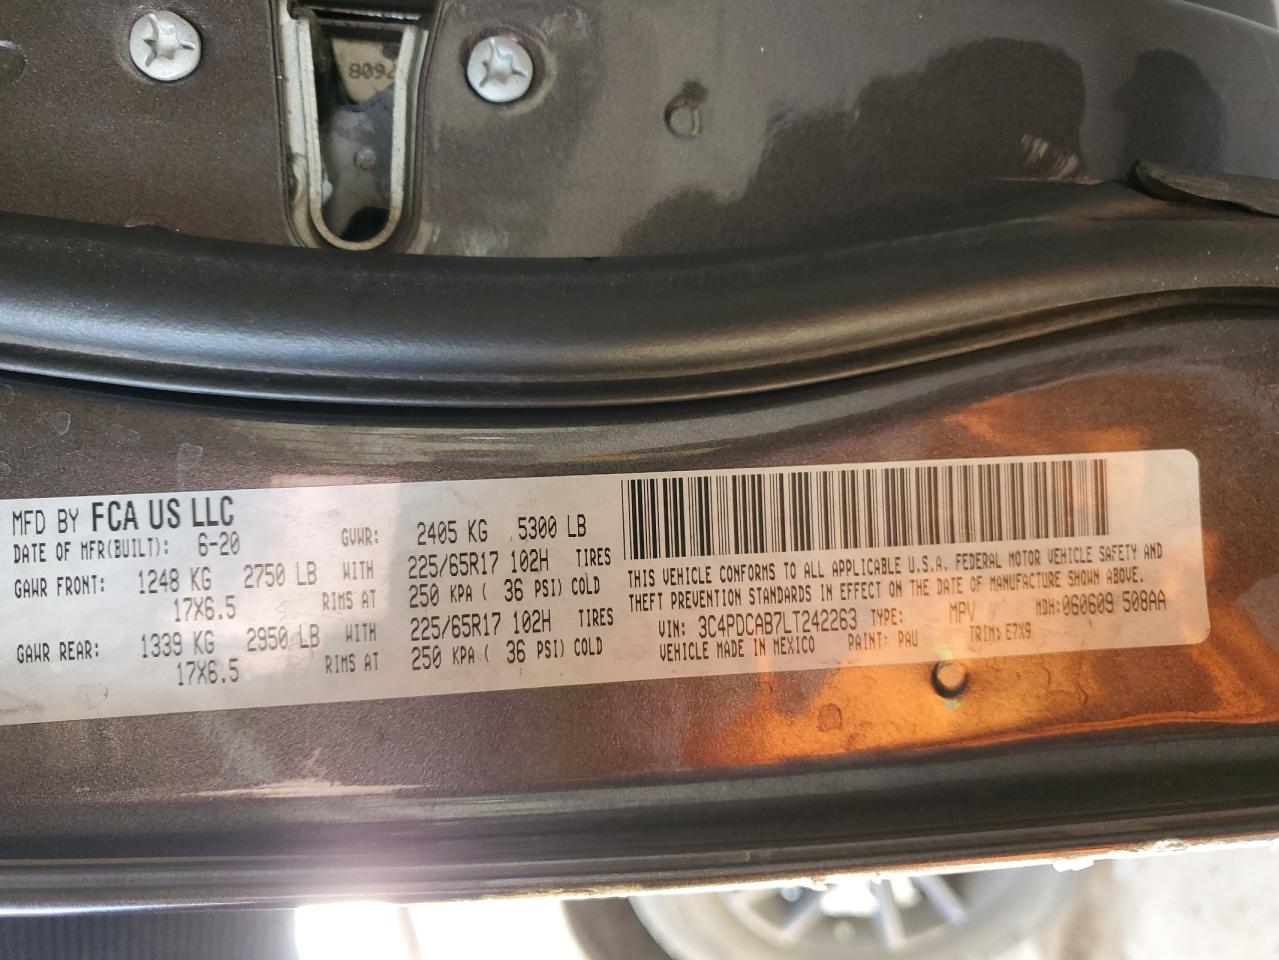 8092
MFD BY FCA US LLC
DATE OF MFR(BUILT): 6-20 GVWR: 2405 KG 5300 LB
GAWR FRONT: 1248 KG 2750 LB WITH 225/65R17 102H TIRES
17X6.5 RIMS AT 250 KPA ( 36 PSI) COLD
GAWR REAR: 1339 KG 2950 LB WITH 225/65R17 102H TIRES
17X6.5 RIMS AT 250 KPA ( 36 PSI) COLD
THIS VEHICLE CONFORMS TO ALL APPLICABLE U.S.A. FEDERAL MOTOR VEHICLE SAFETY AND
THEFT PREVENTION STANDARDS IN EFFECT ON THE DATE OF MANUFACTURE SHOWN ABOVE.
VIN: 3C4PDCAB7LT242263 TYPE: MPV MDH:060609 508AA
VEHICLE MADE IN MEXICO PAINT: PAU TRIM: E7X9